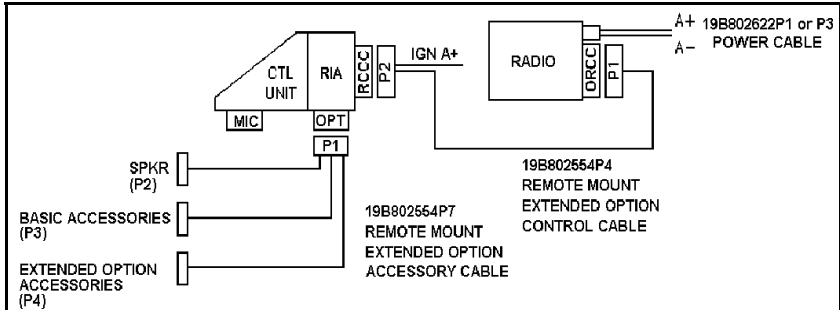 A+
A−
19B802622P1 or P3
POWER CABLE
CTL
UNIT
RIA
RCCC
P2
IGN A+
RADIO
ORCC
P1
MIC
OPT
P1
SPKR
(P2)
BASIC ACCESSORIES
(P3)
EXTENDED OPTION
ACCESSORIES
(P4)
19B802554P7
REMOTE MOUNT
EXTENDED OPTION
ACCESSORY CABLE
19B802554P4
REMOTE MOUNT
EXTENDED OPTION
CONTROL CABLE